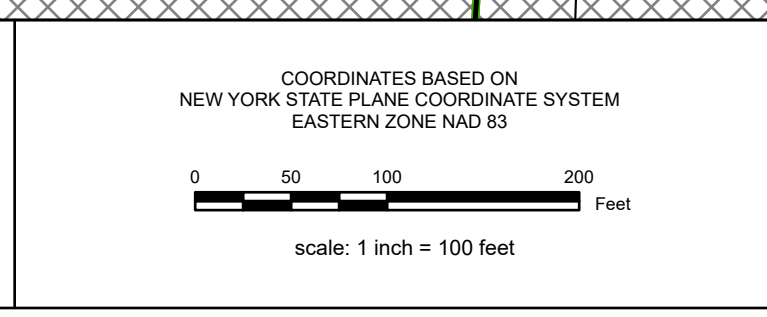 COORDINATES BASED ON
NEW YORK STATE PLANE COORDINATE SYSTEM
EASTERN ZONE NAD 83
0 50 100 200
Feet
scale: 1 inch = 100 feet